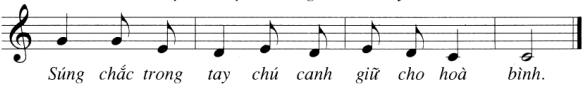 Súng chắc trong tay chú canh giữ cho hoà bình.